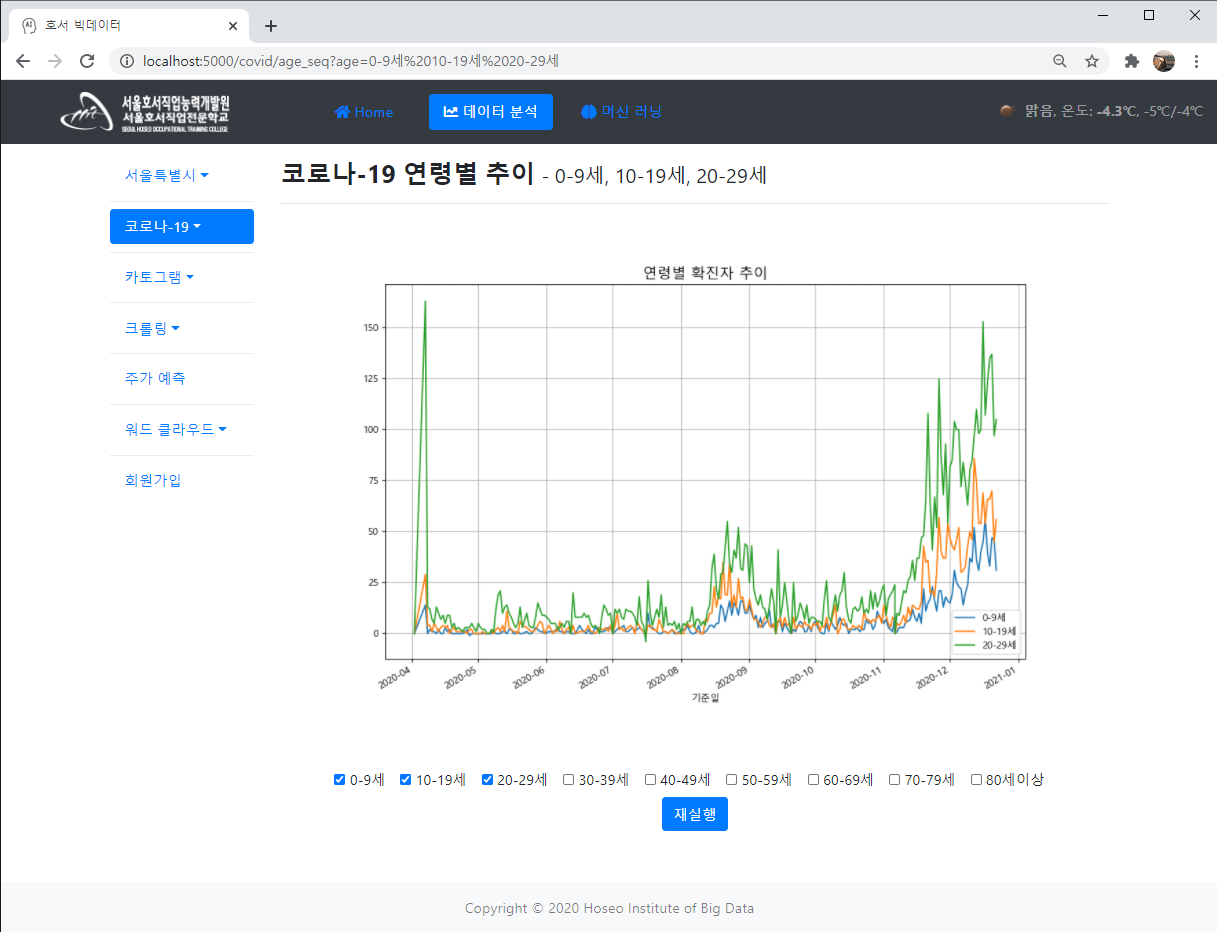 호서 빅데이터
localhost:5000/covid/age_seq?age=0-9세%2010-19세%2020-29세
서울호서직업능력개발원
서울호서직업전문학교
SEOUL HOSEO OCCUPATIONAL TRAINING COLLEGE
Home
데이터 분석
머신 러닝
맑음, 온도: -4.3℃, -5℃/-4℃
서울특별시
코로나-19
카토그램
크롤링
주가 예측
워드 클라우드
회원가입
코로나-19 연령별 추이 - 0-9세, 10-19세, 20-29세
연령별 확진자 추이
150
125
100
75
50
25
0
0-9세
10-19세
20-29세
2020-04 2020-05 2020-06 2020-07 2020-08 2020-09 2020-10 2020-11 2020-12 2021-01
기준일
0-9세 10-19세 20-29세 30-39세 40-49세 50-59세 60-69세 70-79세 80세이상
재실행
Copyright © 2020 Hoseo Institute of Big Data